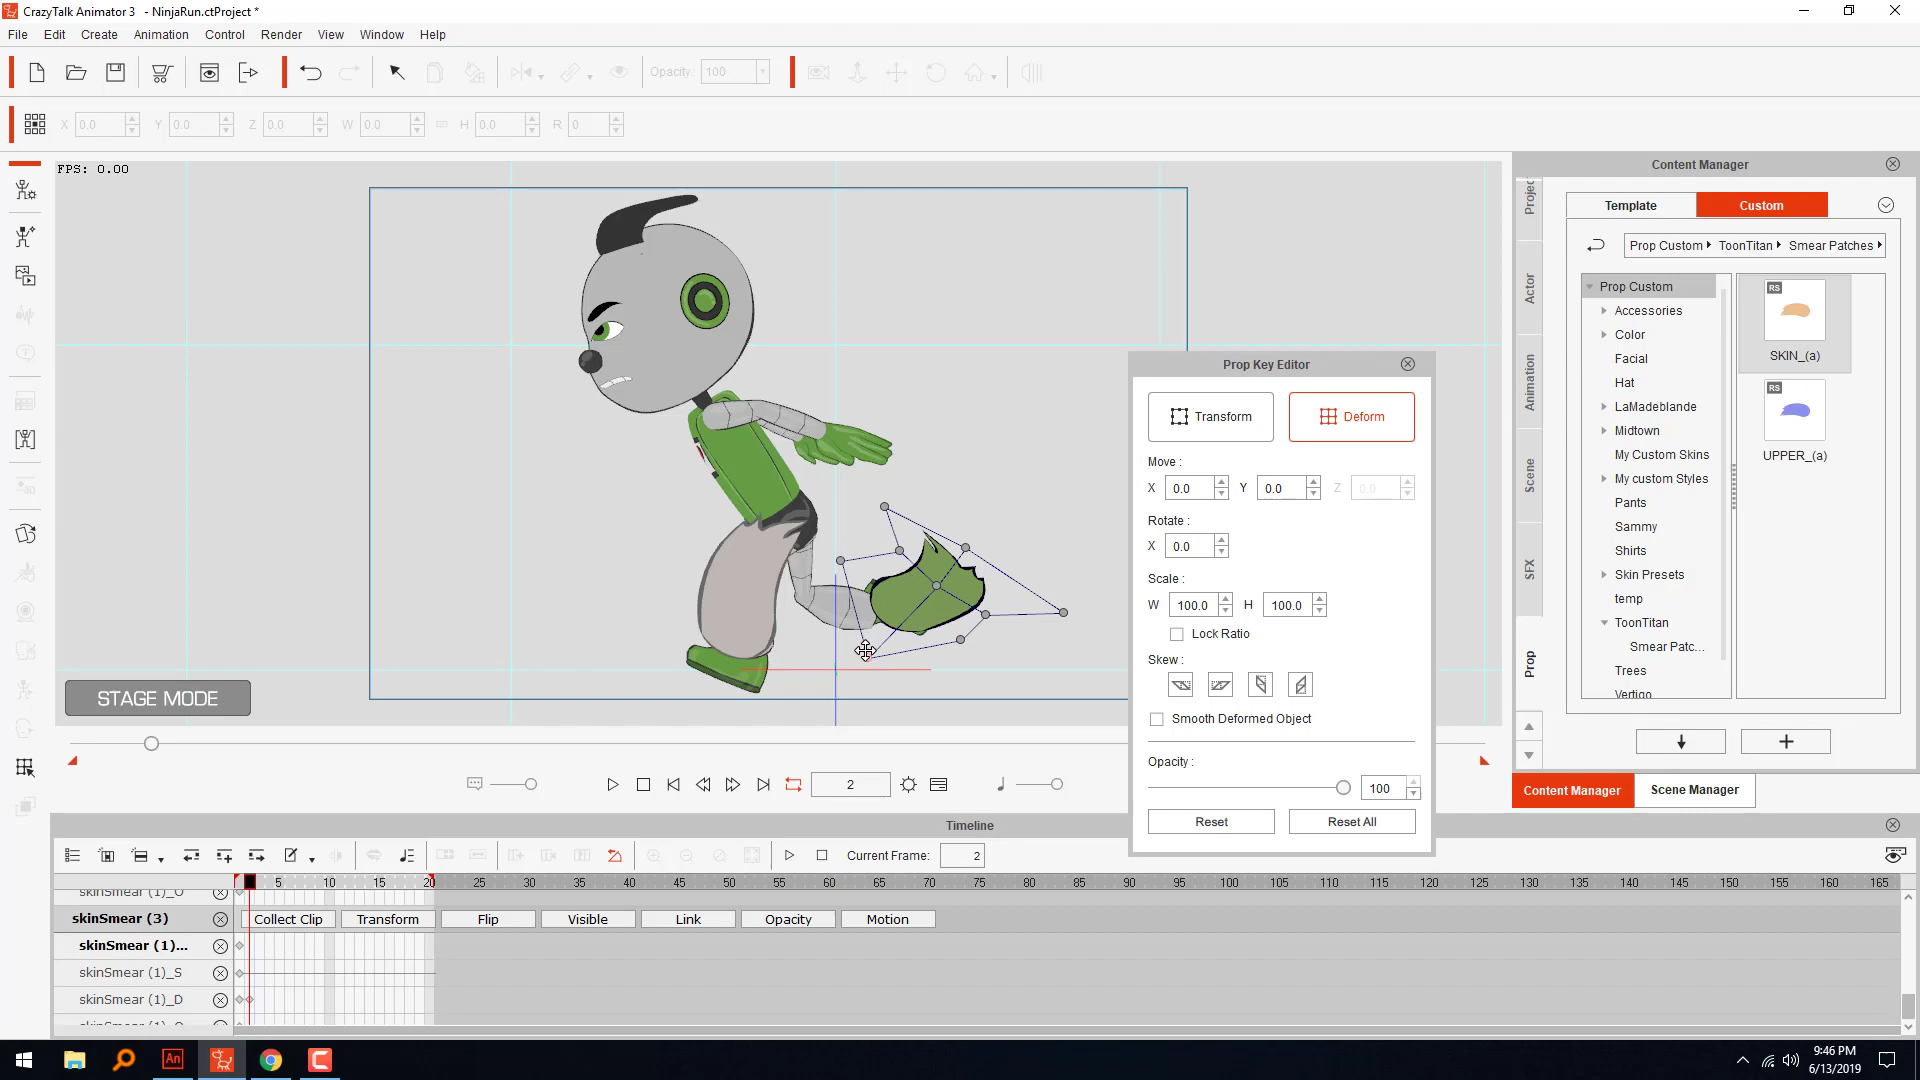 CrazyTalk Animator 3 - NinjaRun.ctProject *
File Edit Create Animation Control Render View Window Help
Opacity: 100
X 0.0 Y 0.0 Z 0.0 W 0.0 H 0.0 R 0
FPS: 0.00
STAGE MODE
Prop Key Editor
Transform Deform
Move :
X 0.0 Y 0.0 Z 0.0
Rotate :
X 0.0
Scale :
W 100.0 H 100.0
Lock Ratio
Skew :
Smooth Deformed Object
Opacity :
100
Reset Reset All
Content Manager
Template Custom
Prop Custom ToonTitan Smear Patches
Project
Actor
Animation
Scene
SFX
Prop
Prop Custom
Accessories
Color
Facial
Hat
LaMadeblande
Midtown
My Custom Skins
My custom Styles
Pants
Sammy
Shirts
Skin Presets
temp
ToonTitan
Smear Patc...
Trees
Vertigo
RS
SKIN_(a)
RS
UPPER_(a)
Content Manager Scene Manager
2
Timeline
Current Frame: 2
5 10 15 20 25 30 35 40 45 50 55 60 65 70 75 80 85 90 95 100 105 110 115 120 125 130 135 140 145 150 155 160 165
skinSmear (1)_O
skinSmear (3) Collect Clip Transform Flip Visible Link Opacity Motion
skinSmear (1)...
skinSmear (1)_S
skinSmear (1)_D
skinSmear (1)_O
An
9:46 PM
6/13/2019